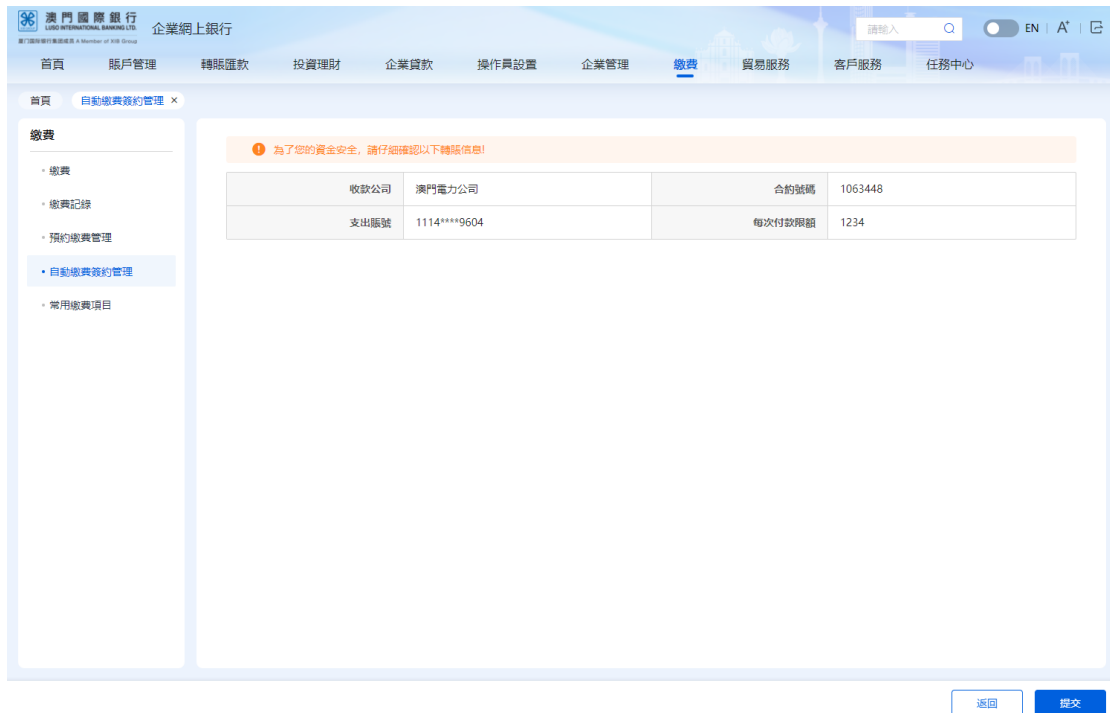 澳門國際銀行
LUSO INTERNATIONAL BANKING LTD.
企業網上銀行
請輸入
EN
A+
首頁 賬戶管理 轉賬匯款 投資理財 企業貸款 操作員設置 企業管理 繳費 貿易服務 客戶服務 任務中心
首頁 自動繳費簽約管理 ×
繳費
繳費
繳費記錄
預約繳費管理
自動繳費簽約管理
常用繳費項目
為了您的資金安全，請仔細確認以下轉賬信息!
收款公司 澳門電力公司 合約號碼 1063448
支出賬號 1114****9604 每次付款限額 1234
返回 提交